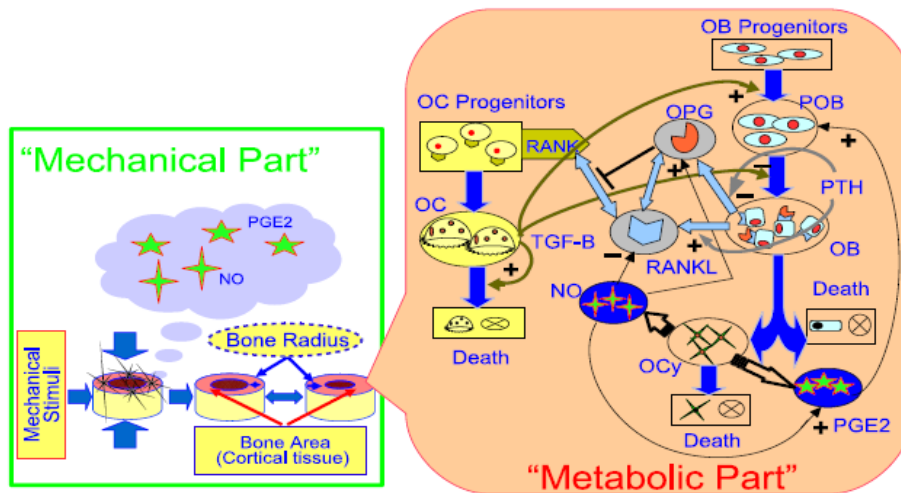 "Mechanical Part"
PGE2
NO
Mechanical
Stimuli
Bone Radius
Bone Area
(Cortical tissue)
OB Progenitors
+
POB
OC Progenitors
OPG
RANK
+
+
−
PTH
OC
−
TGF-B
+
OB
+
−
RANKL
NO
Death
Death
OCy
Death
+
PGE2
"Metabolic Part"